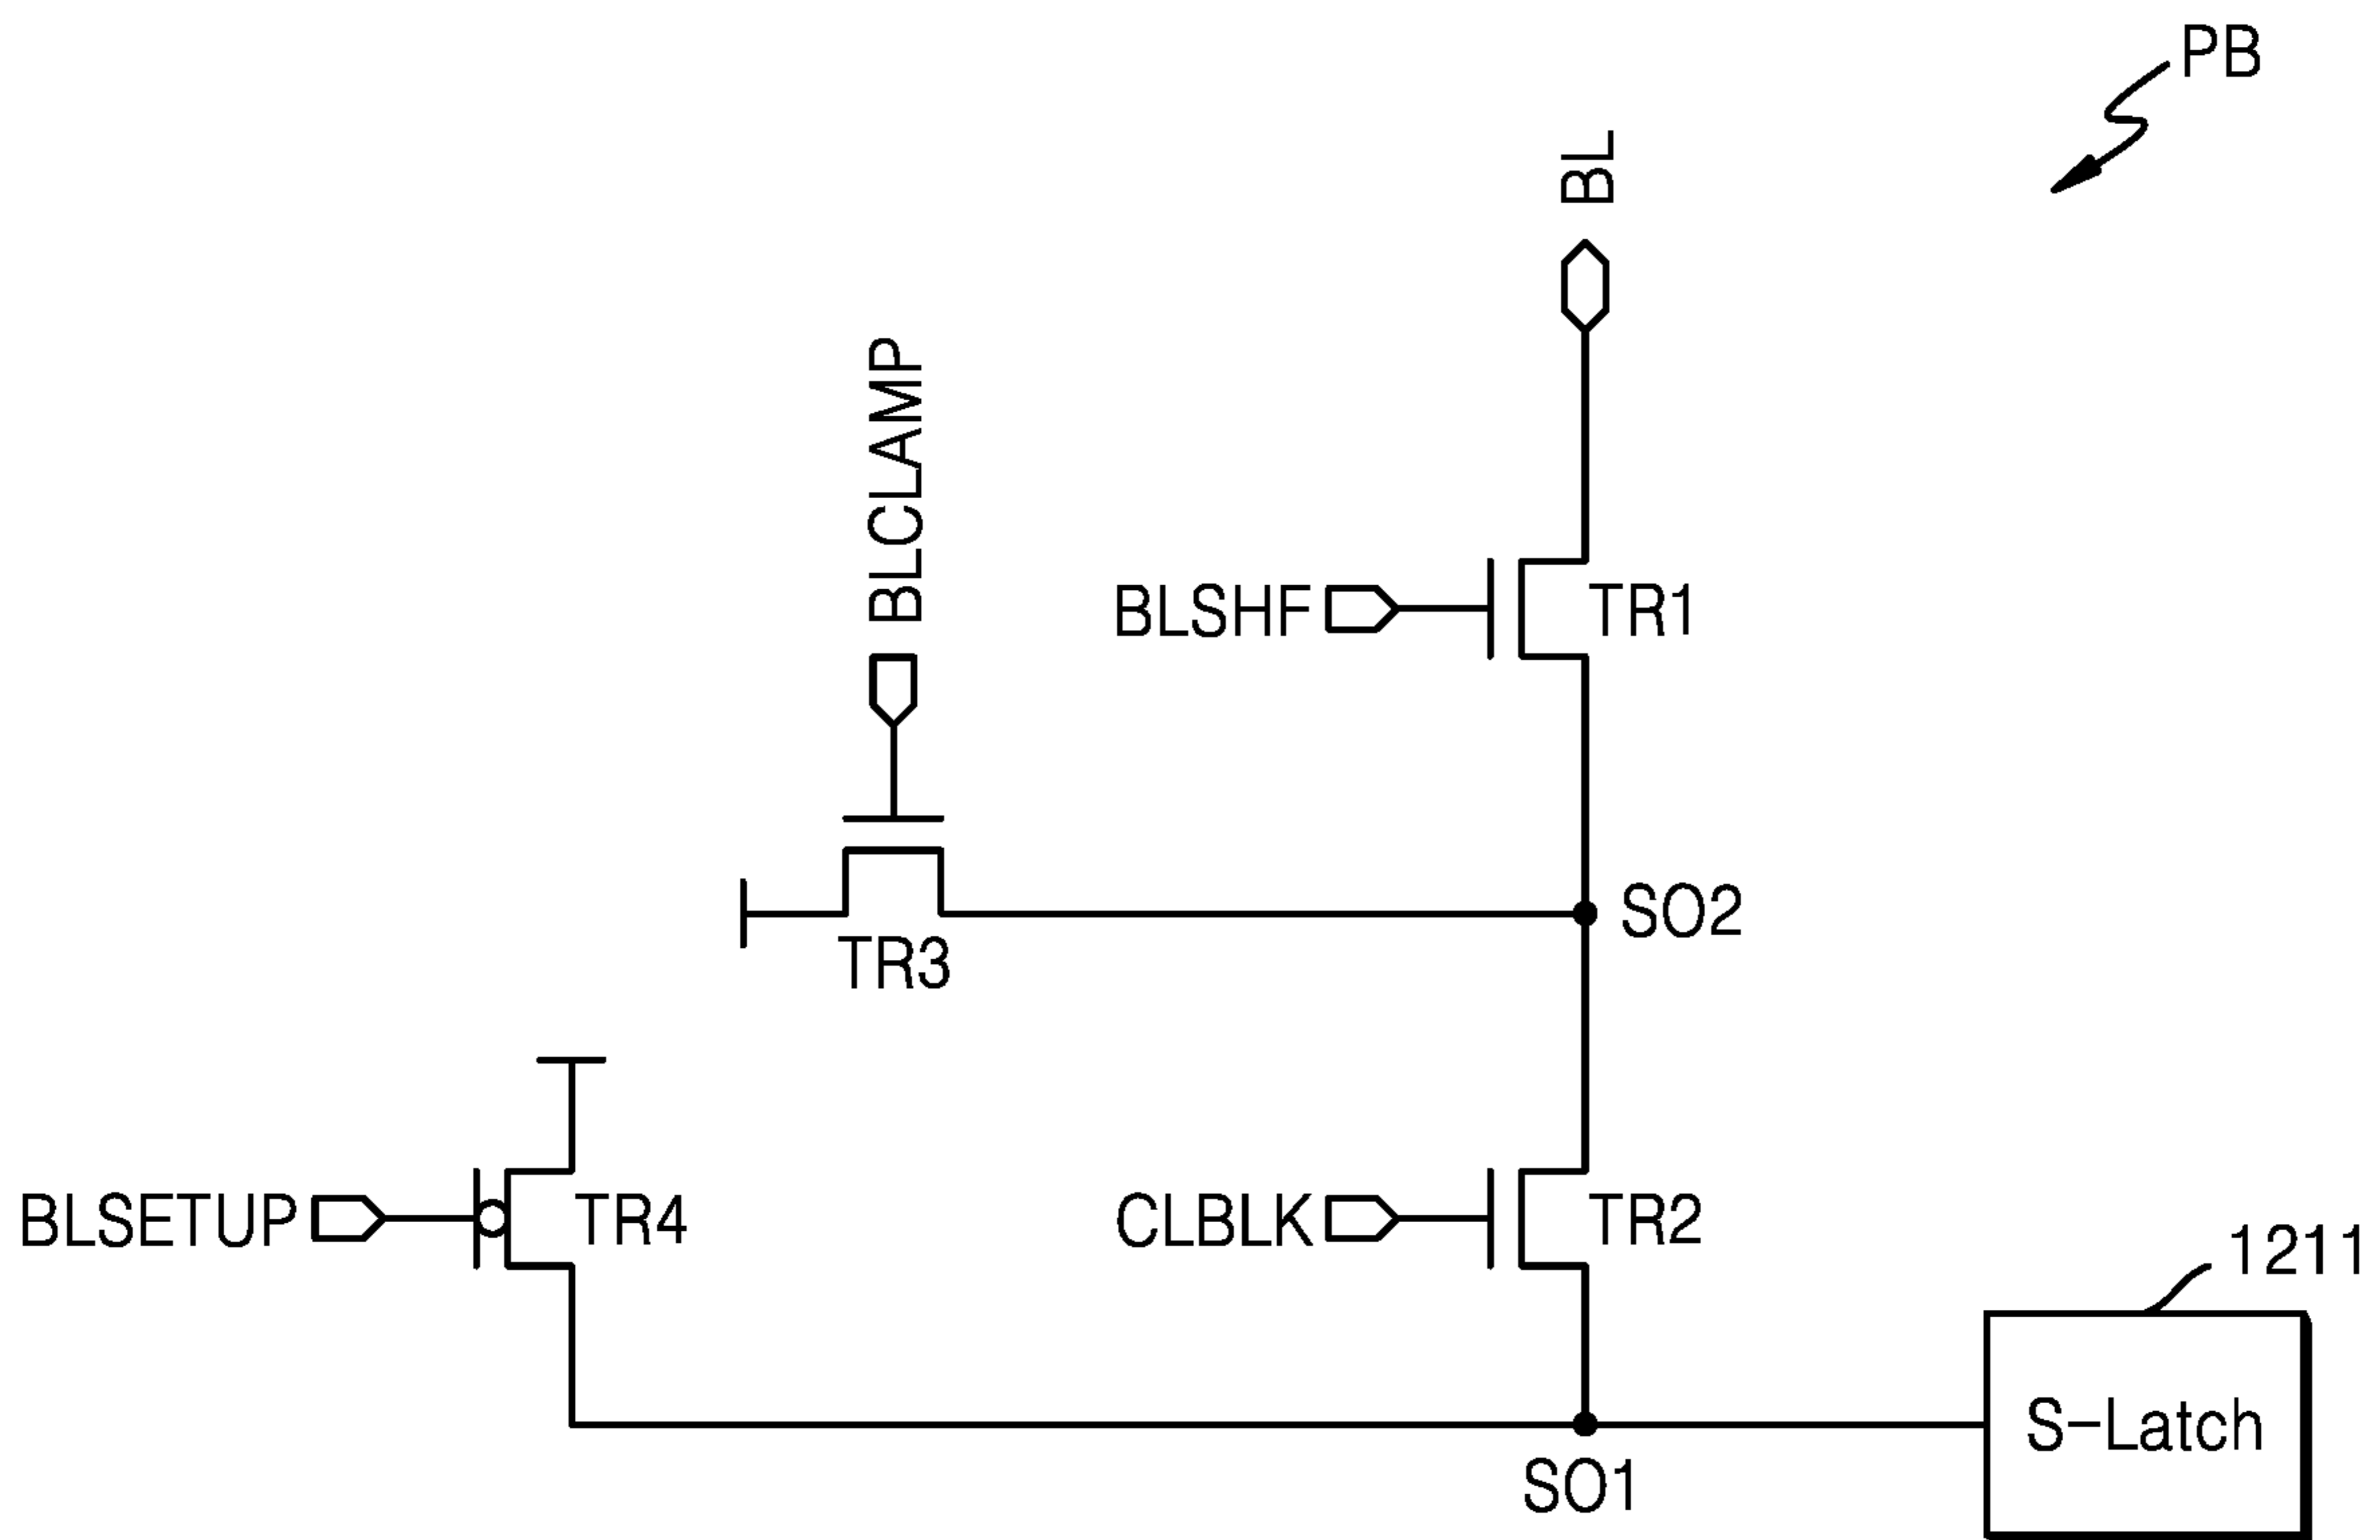 PB
BL
BLCLAMP
BLSHF
TR1
SO2
TR3
BLSETUP
TR4
CLBLK
TR2
1211
S-Latch
SO1